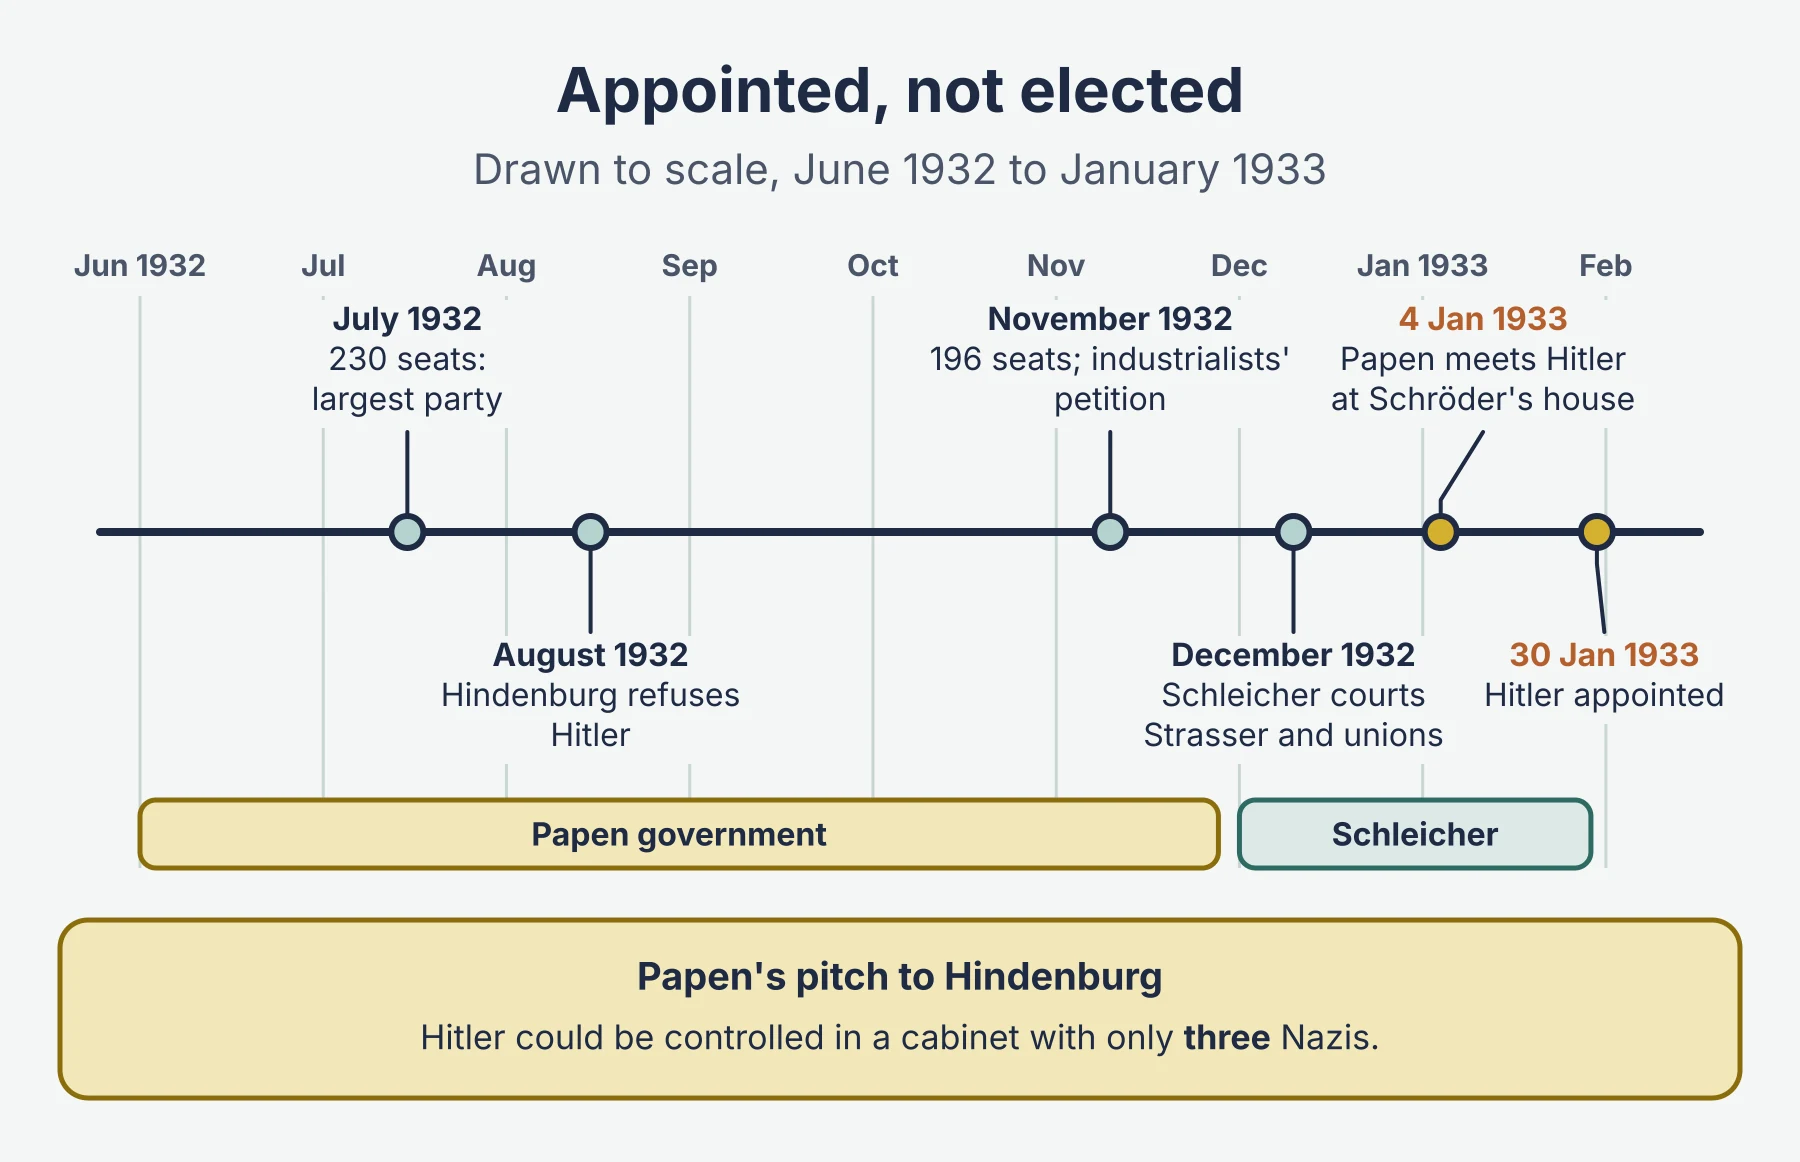 Appointed, not elected
Drawn to scale, June 1932 to January 1933
Jun 1932
Jul
Aug
Sep
Oct
Nov
Dec
Jan 1933
Feb
July 1932
230 seats:
largest party
November 1932
196 seats; industrialists'
petition
4 Jan 1933
Papen meets Hitler
at Schröder's house
August 1932
Hindenburg refuses
Hitler
December 1932
Schleicher courts
Strasser and unions
30 Jan 1933
Hitler appointed
Papen government
Schleicher
Papen's pitch to Hindenburg
Hitler could be controlled in a cabinet with only three Nazis.